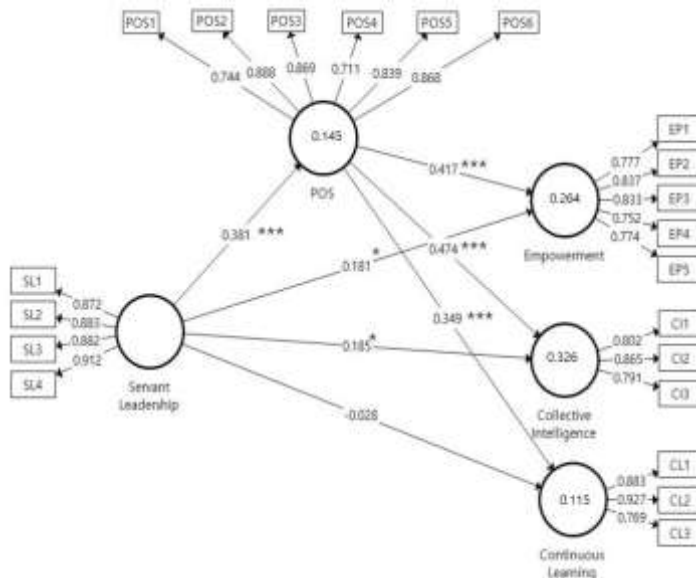 POS1
POS2
POS3
POS4
POS5
POS6
0.744
0.888
0.869
0.711
0.839
0.868
0.145
POS
0.417 ***
0.381 ***
0.181 *
0.474 ***
0.349 ***
0.185 *
-0.028
EP1
EP2
EP3
EP4
EP5
0.777
0.837
0.833
0.752
0.774
0.264
Empowerment
SL1
SL2
SL3
SL4
0.872
0.883
0.882
0.912
Servant
Leadership
CI1
CI2
CI3
0.802
0.865
0.791
0.326
Collective
Intelligence
CL1
CL2
CL3
0.883
0.927
0.769
0.115
Continuous
Learning